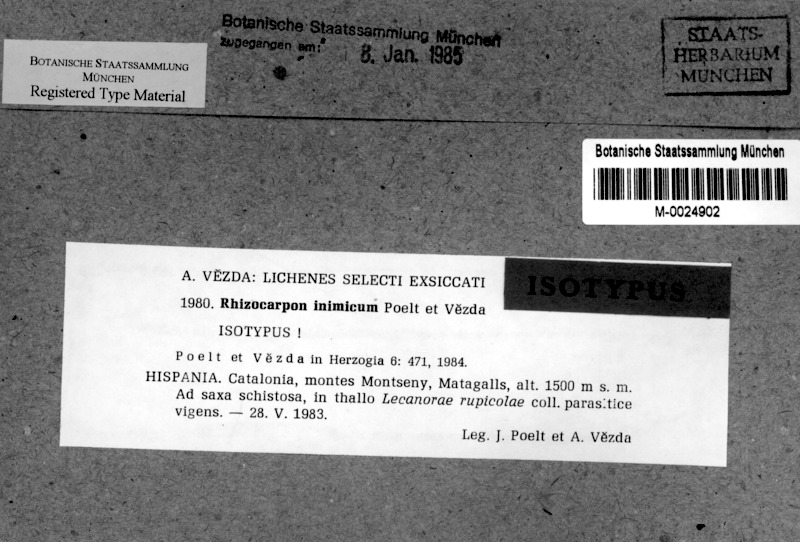 Botanische Staatssammlung München
zugegangen am: 8. Jan. 1985
STAATS-
HERBARIUM
MÜNCHEN
BOTANISCHE STAATSSAMMLUNG
MÜNCHEN
Registered Type Material
Botanische Staatssammlung München
M-0024902
A. VĚZDA: LICHENES SELECTI EXSICCATI
ISOTYPUS
1980. Rhizocarpon inimicum Poelt et Vězda
ISOTYPUS !
Poelt et Vězda in Herzogia 6: 471, 1984.
HISPANIA. Catalonia, montes Montseny, Matagalls, alt. 1500 m s. m.
Ad saxa schistosa, in thallo Lecanorae rupicolae coll. parasitice
vigens. — 28. V. 1983.
Leg. J. Poelt et A. Vězda